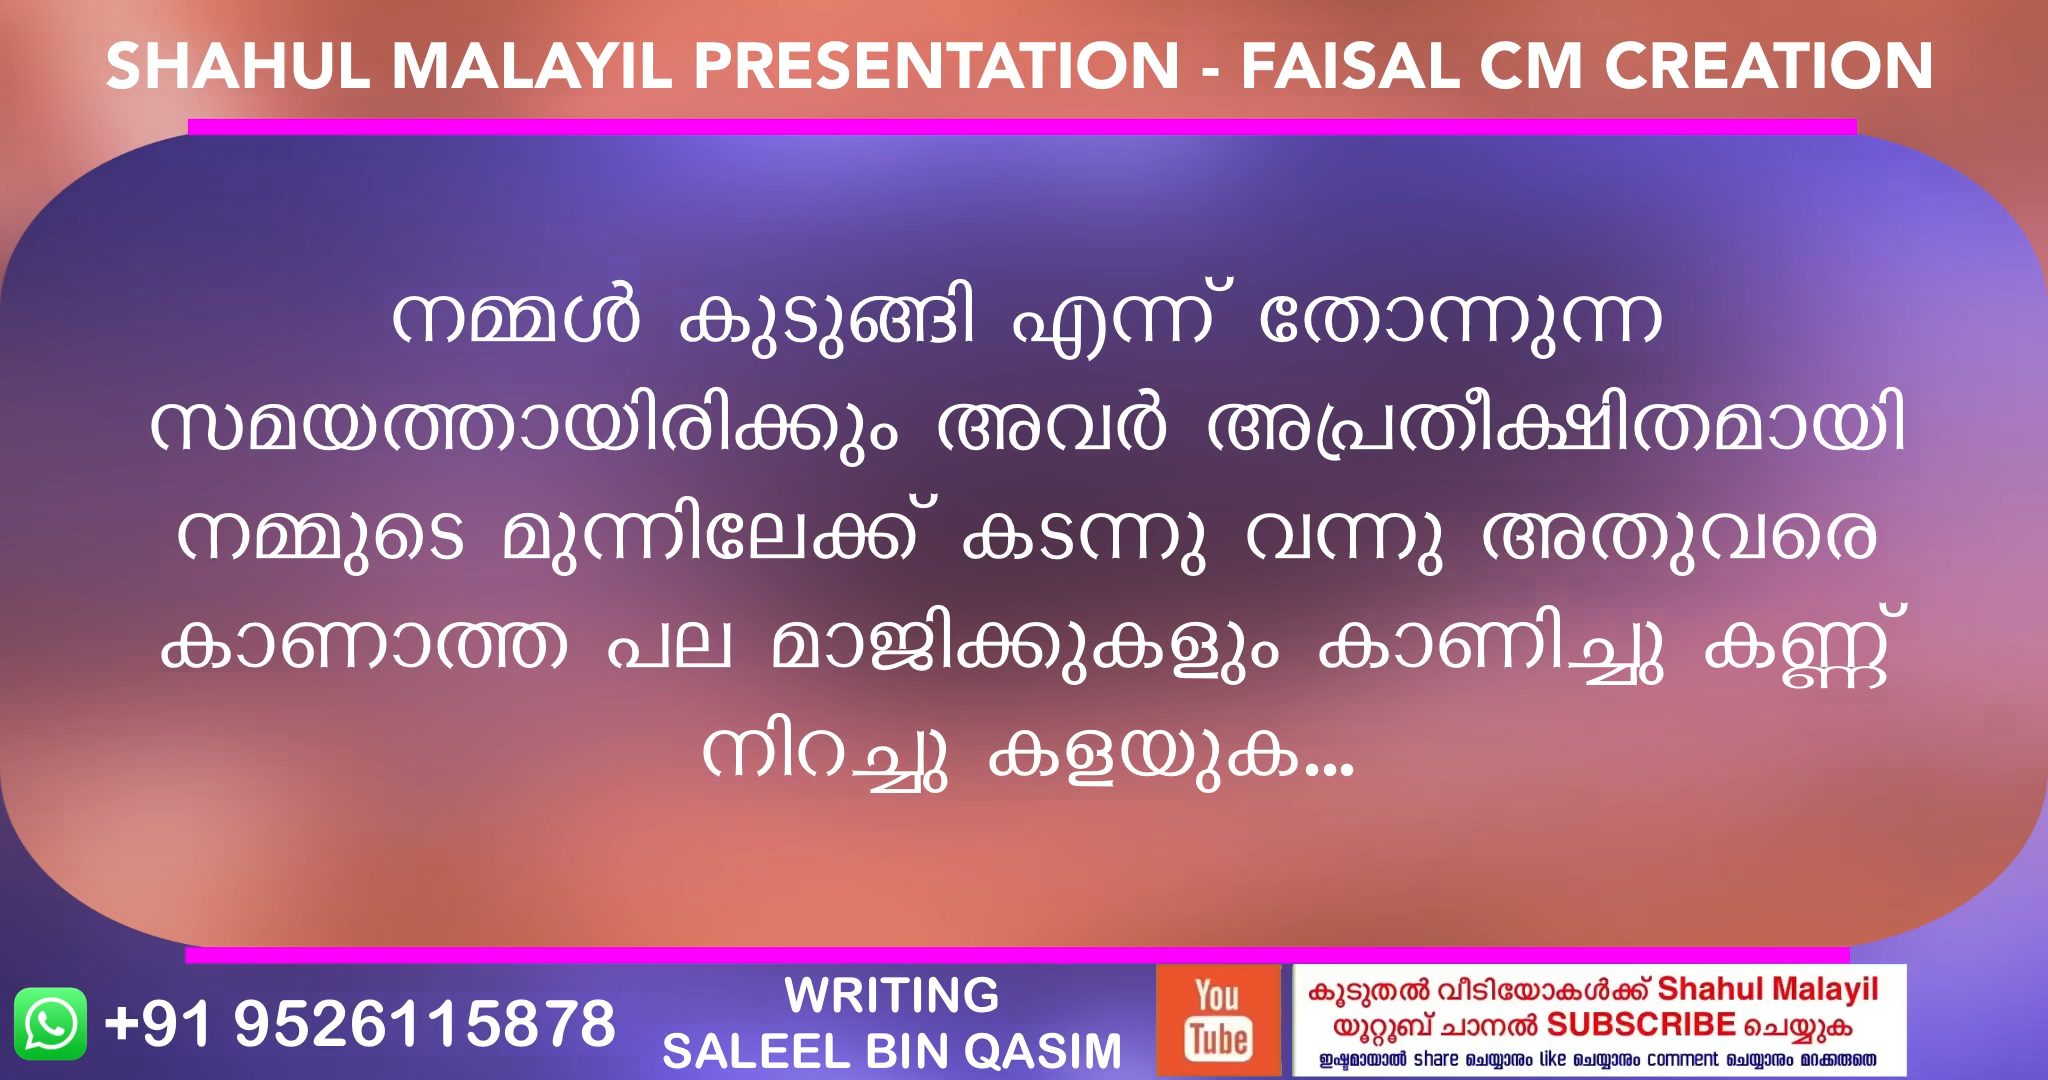 SHAHUL MALAYIL PRESENTATION - FAISAL CM CREATION
നമ്മൾ കുടുങ്ങി എന്ന് തോന്നുന്ന
സമയത്തായിരിക്കും അവർ അപ്രതീക്ഷിതമായി
നമ്മുടെ മുന്നിലേക്ക് കടന്നു വന്നു അതുവരെ
കാണാത്ത പല മാജിക്കുകളും കാണിച്ചു കണ്ണ്
നിറച്ചു കളയുക...
+91 9526115878
WRITING
SALEEL BIN QASIM
You
Tube
കൂടുതൽ വീടിയോകൾക്ക് Shahul Malayil
യൂറ്റൂബ് ചാനൽ SUBSCRIBE ചെയ്യുക
ഇഷ്ടമായാൽ share ചെയ്യാനും like ചെയ്യാനും comment ചെയ്യാനും മറക്കരുതെ